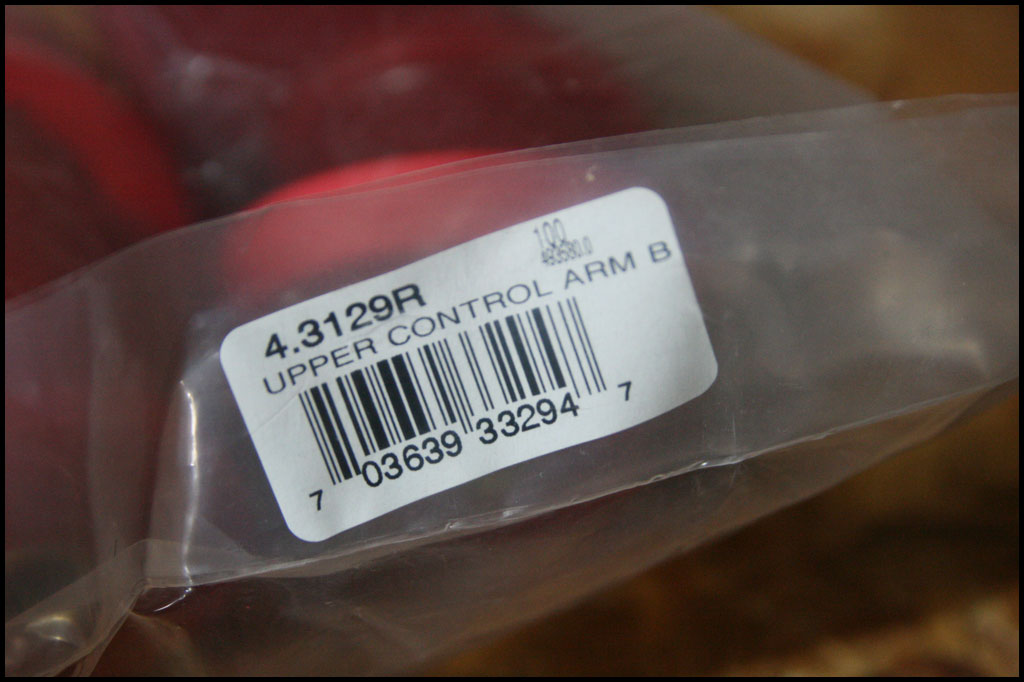 100
4.3129R
UPPER CONTROL ARM B
7 03639 33294 7